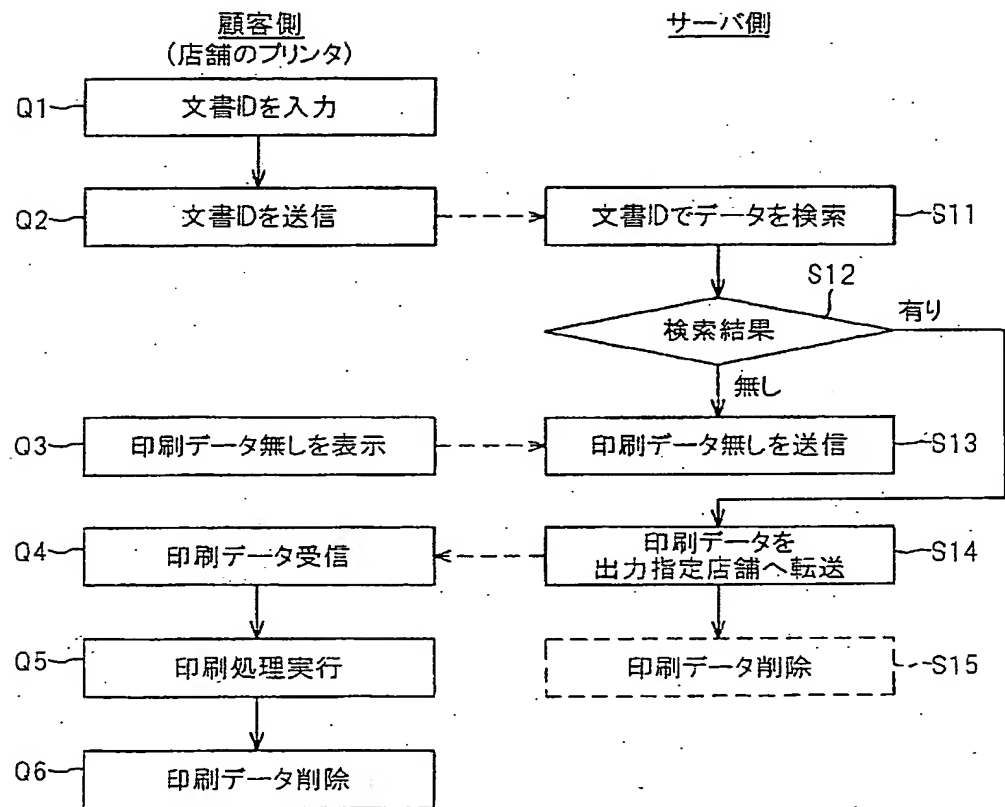 顧客側
(店舗のプリンタ)
サーバ側
Q1
文書IDを入力
Q2
文書IDを送信
文書IDでデータを検索
S11
S12
検索結果
有り
無し
Q3
印刷データ無しを表示
印刷データ無しを送信
S13
Q4
印刷データ受信
印刷データを
出力指定店舗へ転送
S14
Q5
印刷処理実行
印刷データ削除
S15
Q6
印刷データ削除